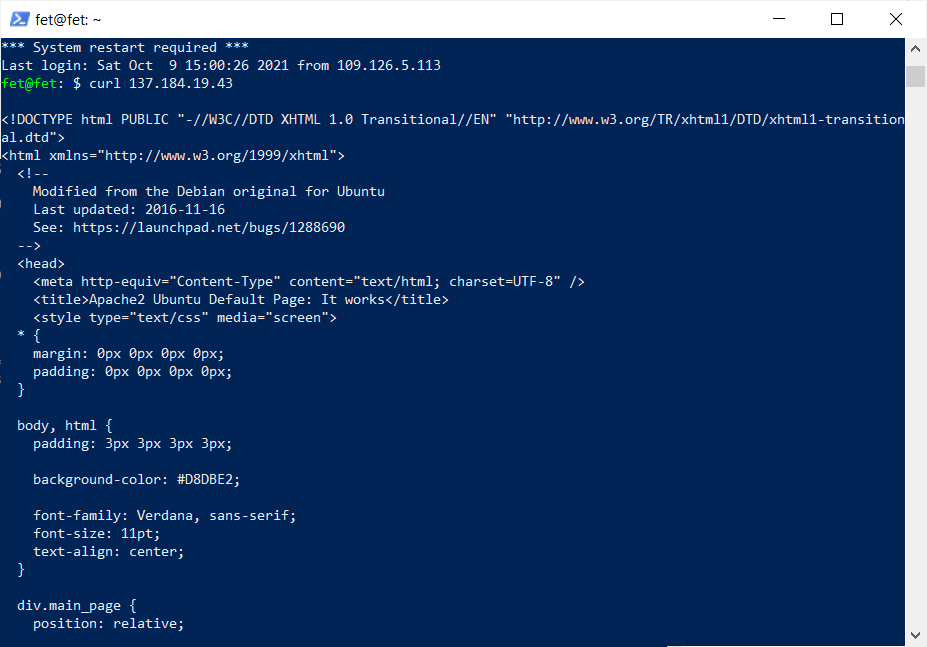 fet@fet: ~
*** System restart required ***
Last login: Sat Oct  9 15:00:26 2021 from 109.126.5.113
fet@fet: $ curl 137.184.19.43
<!DOCTYPE html PUBLIC "-//W3C//DTD XHTML 1.0 Transitional//EN" "http://www.w3.org/TR/xhtml1/DTD/xhtml1-transition
al.dtd">
<html xmlns="http://www.w3.org/1999/xhtml">
  <!--
    Modified from the Debian original for Ubuntu
    Last updated: 2016-11-16
    See: https://launchpad.net/bugs/1288690
  -->
  <head>
    <meta http-equiv="Content-Type" content="text/html; charset=UTF-8" />
    <title>Apache2 Ubuntu Default Page: It works</title>
    <style type="text/css" media="screen">
  * {
    margin: 0px 0px 0px 0px;
    padding: 0px 0px 0px 0px;
  }
  body, html {
    padding: 3px 3px 3px 3px;
    background-color: #D8DBE2;
    font-family: Verdana, sans-serif;
    font-size: 11pt;
    text-align: center;
  }
  div.main_page {
    position: relative;